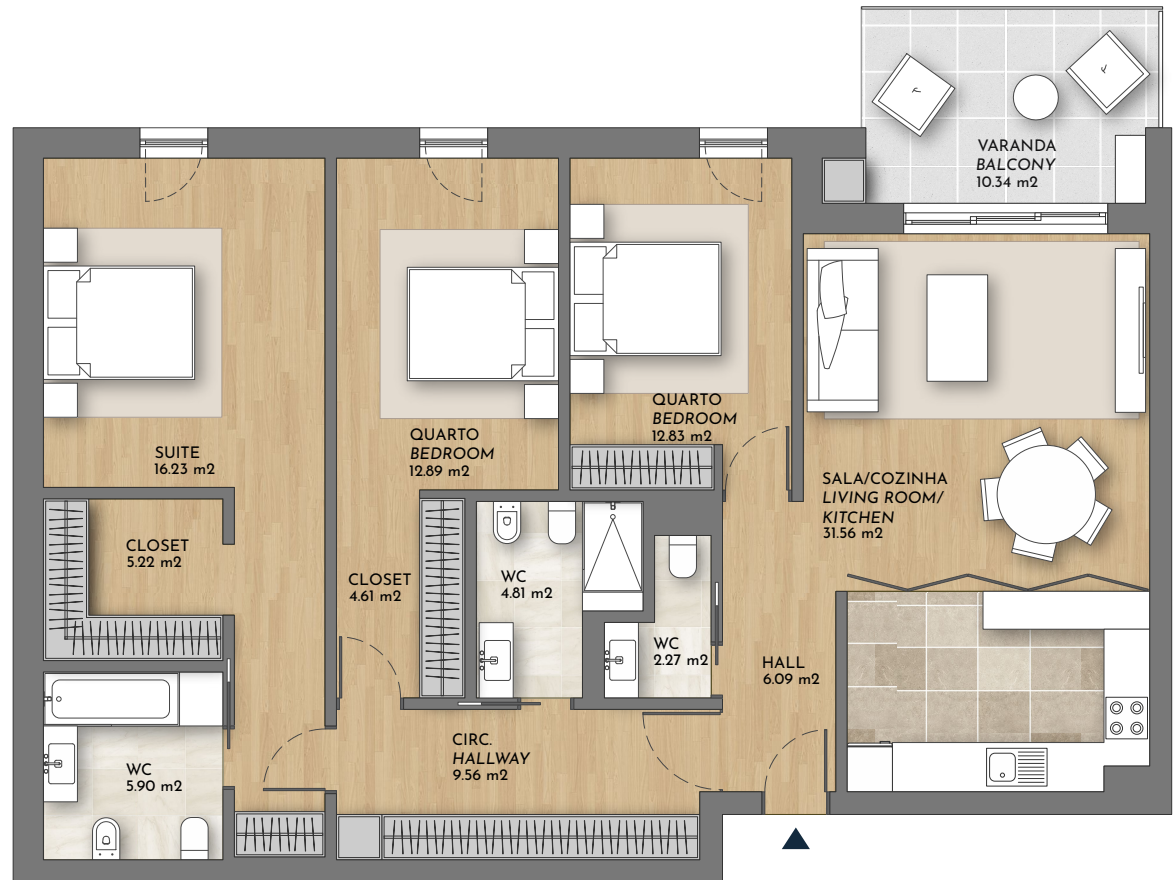 VARANDA
BALCONY
10.34 m2
SUITE
16.23 m2
QUARTO
BEDROOM
12.89 m2
QUARTO
BEDROOM
12.83 m2
SALA/COZINHA
LIVING ROOM/
KITCHEN
31.56 m2
CLOSET
5.22 m2
CLOSET
4.61 m2
WC
4.81 m2
WC
2.27 m2
HALL
6.09 m2
CIRC.
HALLWAY
9.56 m2
WC
5.90 m2